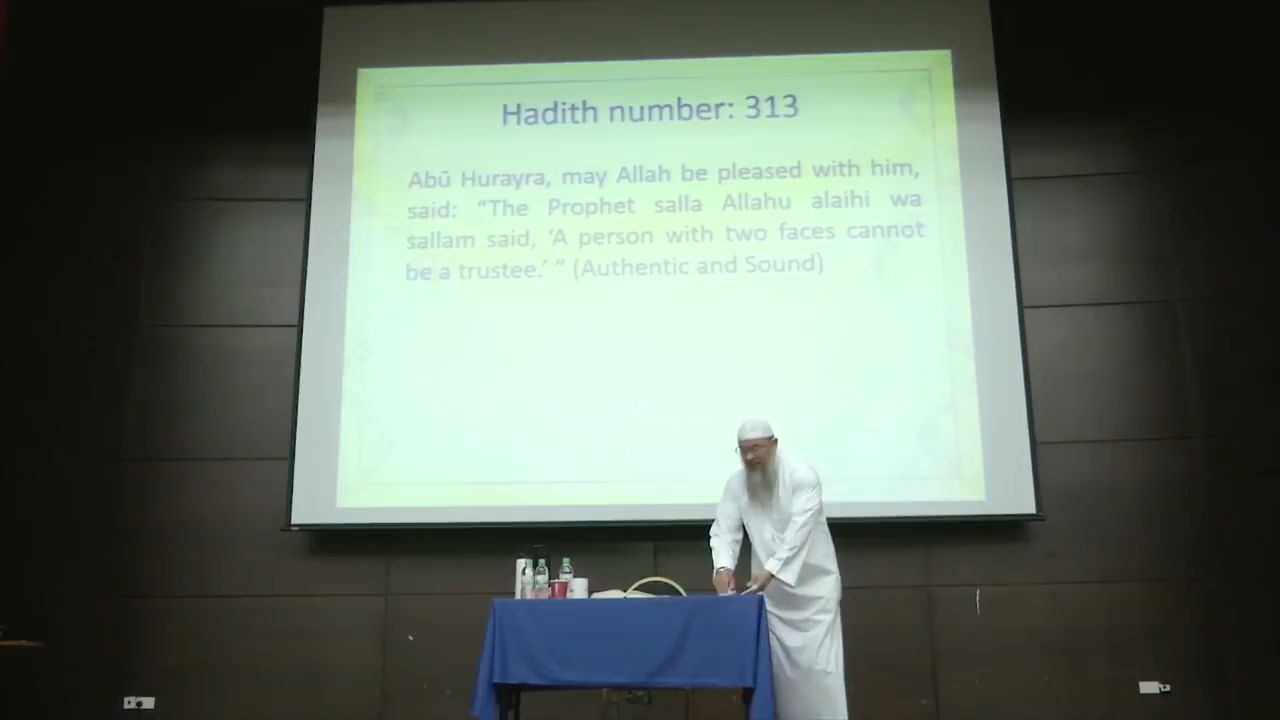 Hadith number: 313
Abū Hurayra, may Allah be pleased with him,
said: “The Prophet salla Allahu alaihi wa
sallam said, ‘A person with two faces cannot
be a trustee.’ ” (Authentic and Sound)